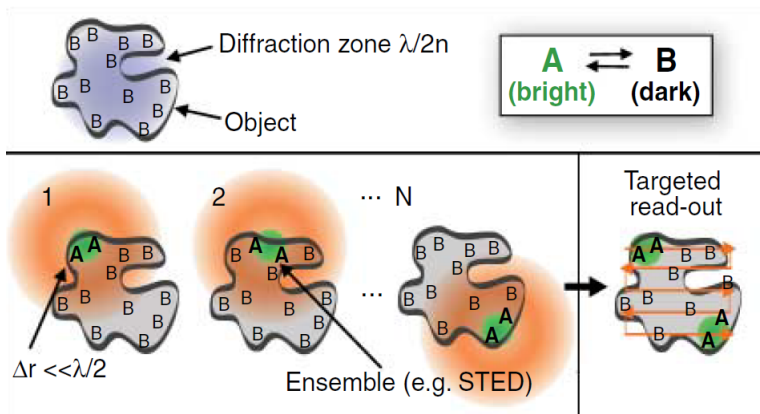 Diffraction zone λ/2n
Object
A ⇌ B
(bright) (dark)
B B B B
B
B B B B
B
B B
1
2
··· N
Targeted
read-out
A A B B
B
B B B B
B
B B
A A B
B
B
B B B B
B
B B
···
B B B B
B
B B B
A
A
B
A A B B
B
B B B B
A
B A
Δr <<λ/2
Ensemble (e.g. STED)